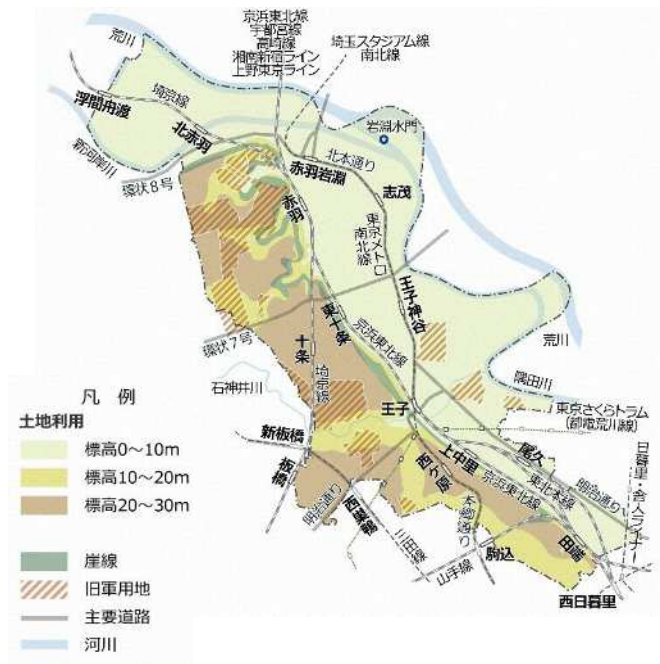 京浜東北線
宇都宮線
高崎線
湘南新宿ライン
上野東京ライン
埼玉スタジアム線
南北線
荒川
埼京線
浮間舟渡
北赤羽
新河岸川
環状8号
岩淵水門
北本通り
赤羽岩淵
赤羽
志茂
東京メトロ
南北線
王子神谷
東十条
京浜東北線
環状7号
十条
埼京線
荒川
隅田川
石神井川
王子
東京さくらトラム
(都電荒川線)
新板橋
板橋
上中里
尾久
西ヶ原
京浜東北線
東北本線
明治通り
日暮里・舎人ライナー
明治通り
西巣鴨
三田線
本郷通り
駒込
田端
山手線
西日暮里
凡 例
土地利用
標高0〜10m
標高10〜20m
標高20〜30m
崖線
旧軍用地
主要道路
河川